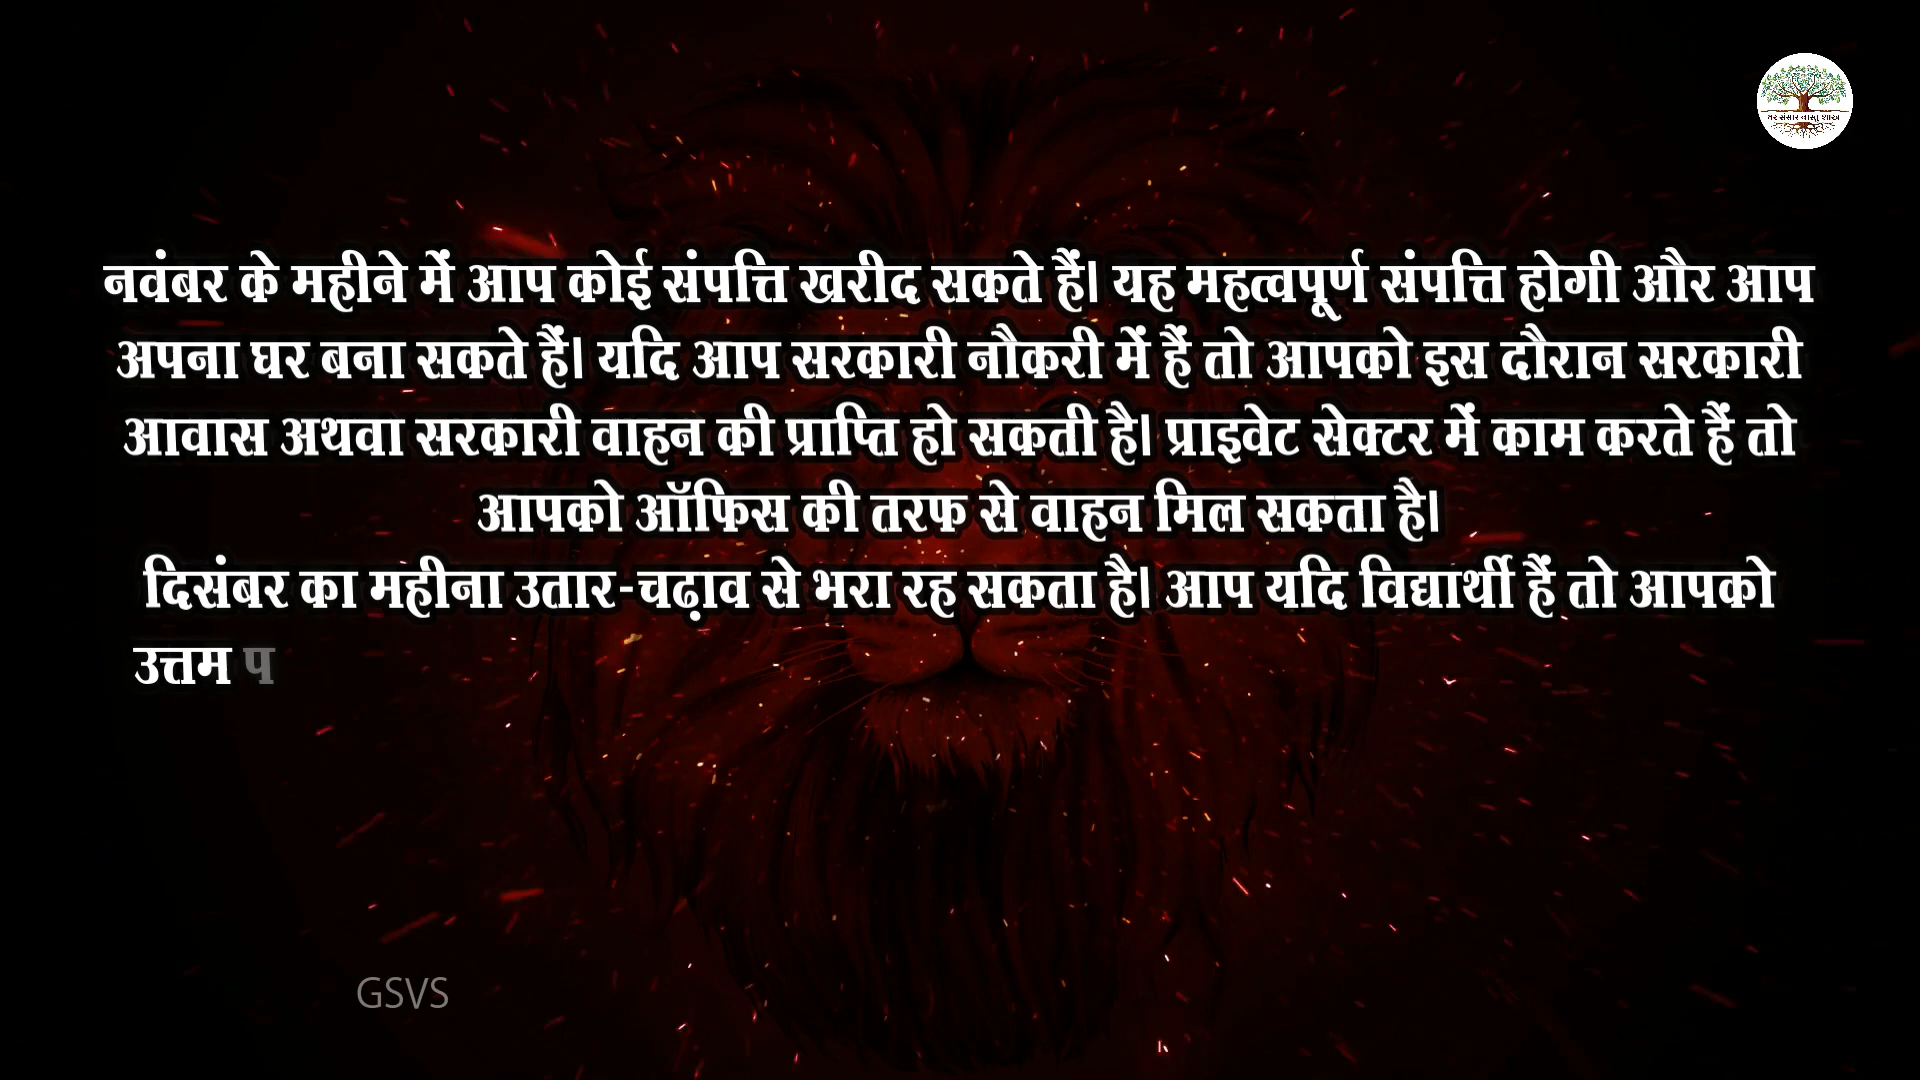 घर संसार वास्तु शास्त्र
नवंबर के महीने में आप कोई संपत्ति खरीद सकते हैं। यह महत्वपूर्ण संपत्ति होगी और आप
अपना घर बना सकते हैं। यदि आप सरकारी नौकरी में हैं तो आपको इस दौरान सरकारी
आवास अथवा सरकारी वाहन की प्राप्ति हो सकती है। प्राइवेट सेक्टर में काम करते हैं तो
आपको ऑफिस की तरफ से वाहन मिल सकता है।
दिसंबर का महीना उतार-चढ़ाव से भरा रह सकता है। आप यदि विद्यार्थी हैं तो आपको
उत्तम प
GSVS